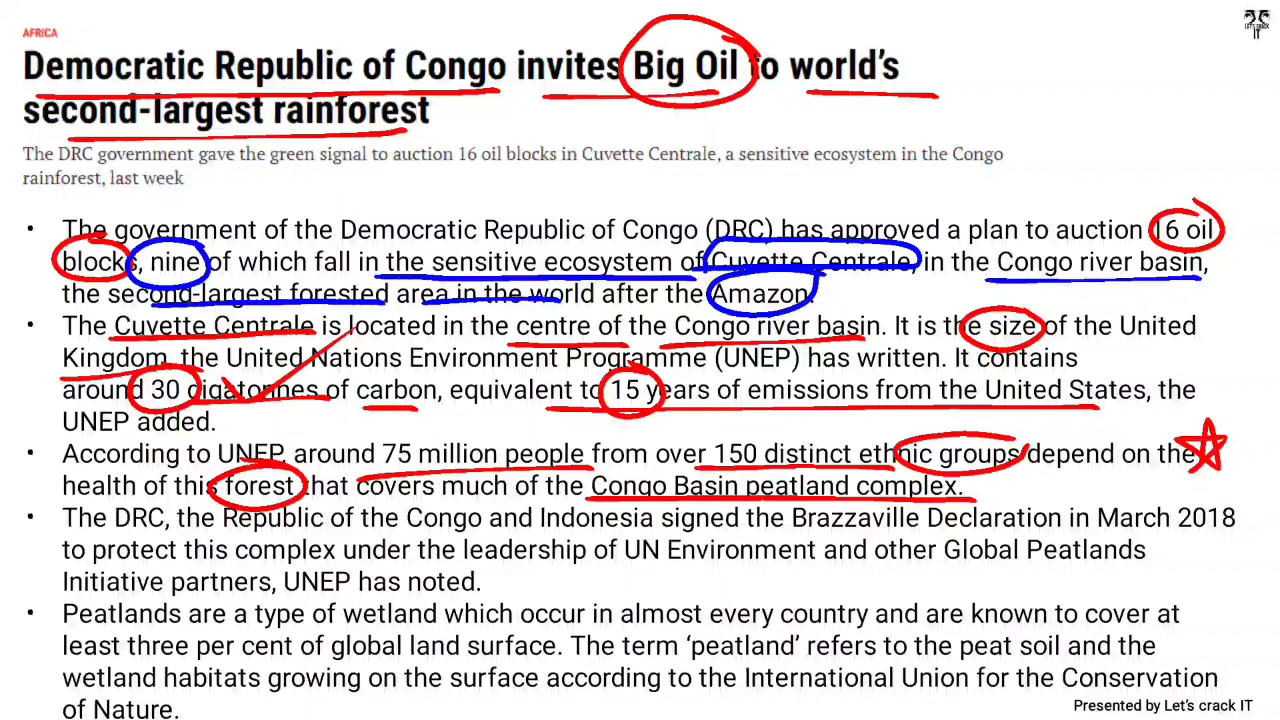 LET'S CRACK
IT
AFRICA
Democratic Republic of Congo invites Big Oil to world's
second-largest rainforest
The DRC government gave the green signal to auction 16 oil blocks in Cuvette Centrale, a sensitive ecosystem in the Congo
rainforest, last week
• The government of the Democratic Republic of Congo (DRC) has approved a plan to auction 16 oil
blocks, nine of which fall in the sensitive ecosystem of Cuvette Centrale, in the Congo river basin,
the second-largest forested area in the world after the Amazon.
• The Cuvette Centrale is located in the centre of the Congo river basin. It is the size of the United
Kingdom, the United Nations Environment Programme (UNEP) has written. It contains
around 30 gigatonnes of carbon, equivalent to 15 years of emissions from the United States, the
UNEP added.
• According to UNEP, around 75 million people from over 150 distinct ethnic groups depend on the
health of this forest that covers much of the Congo Basin peatland complex.
• The DRC, the Republic of the Congo and Indonesia signed the Brazzaville Declaration in March 2018
to protect this complex under the leadership of UN Environment and other Global Peatlands
Initiative partners, UNEP has noted.
• Peatlands are a type of wetland which occur in almost every country and are known to cover at
least three per cent of global land surface. The term ‘peatland’ refers to the peat soil and the
wetland habitats growing on the surface according to the International Union for the Conservation
of Nature.
Presented by Let's crack IT